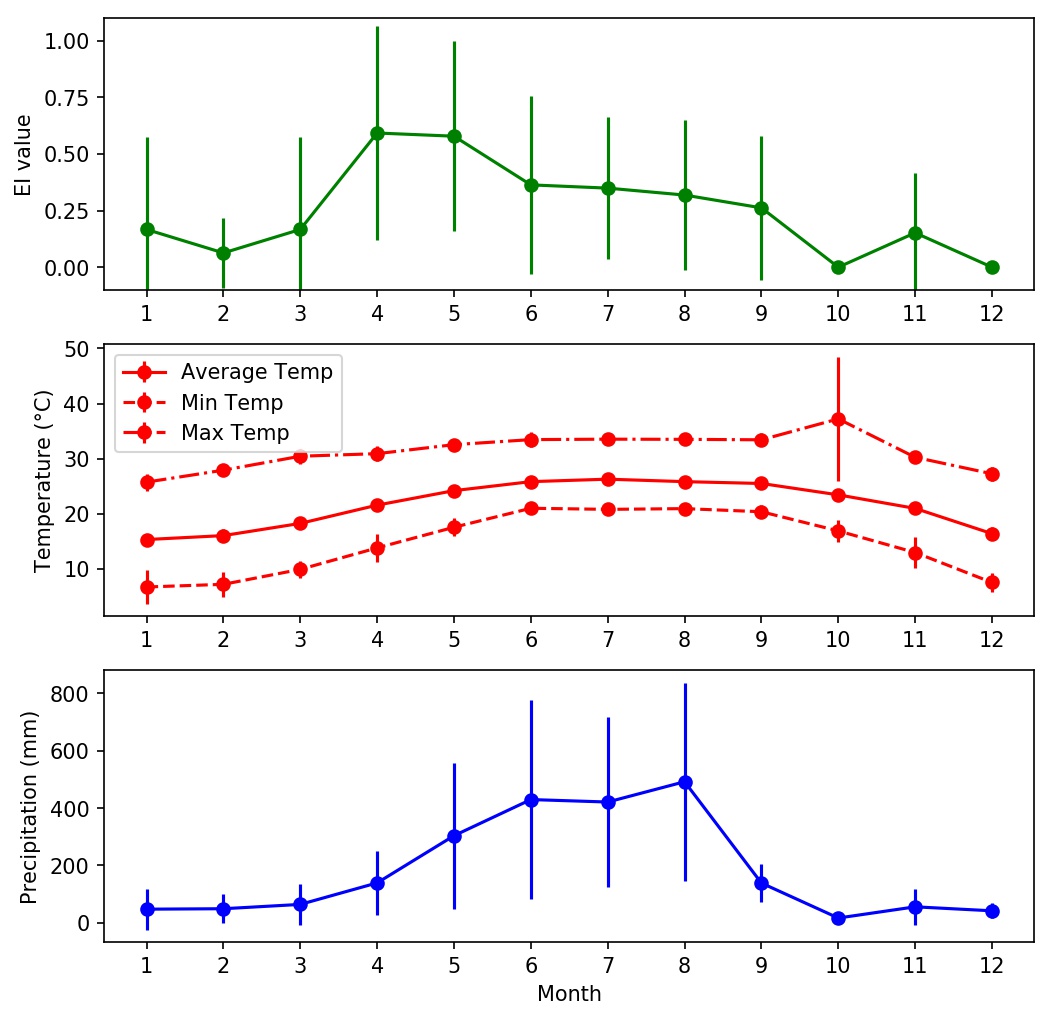 1.00
0.75
0.50
0.25
0.00
EI value
1 2 3 4 5 6 7 8 9 10 11 12
50
40
30
20
10
Temperature (°C)
Average Temp
Min Temp
Max Temp
1 2 3 4 5 6 7 8 9 10 11 12
800
600
400
200
0
Precipitation (mm)
1 2 3 4 5 6 7 8 9 10 11 12
Month